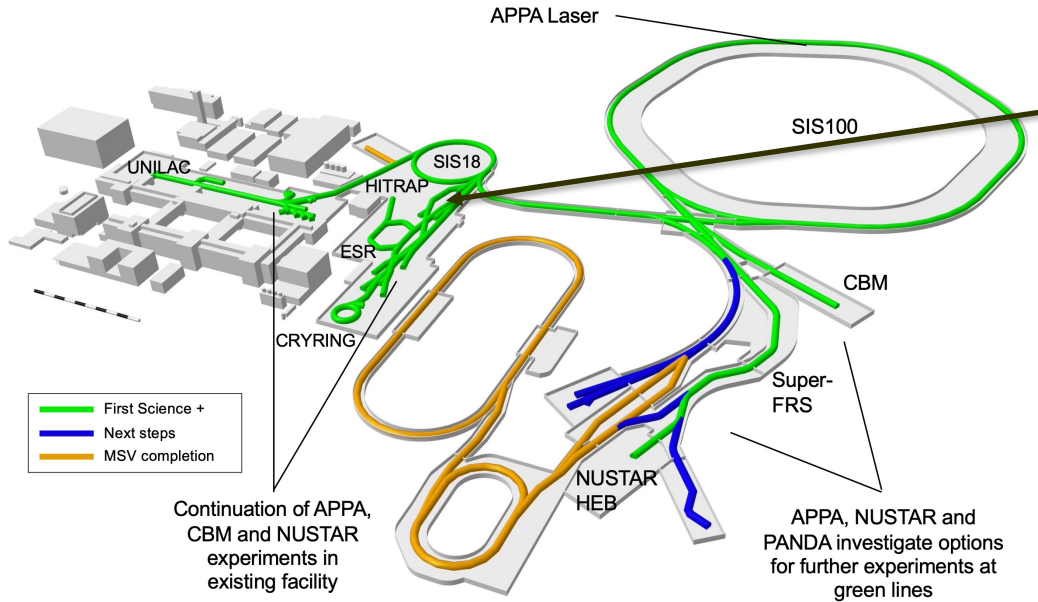 APPA Laser
SIS100
SIS18
UNILAC
HITRAP
ESR
CBM
CRYRING
Super-
FRS
First Science +
Next steps
MSV completion
NUSTAR
HEB
Continuation of APPA,
CBM and NUSTAR
experiments in
existing facility
APPA, NUSTAR and
PANDA investigate options
for further experiments at
green lines